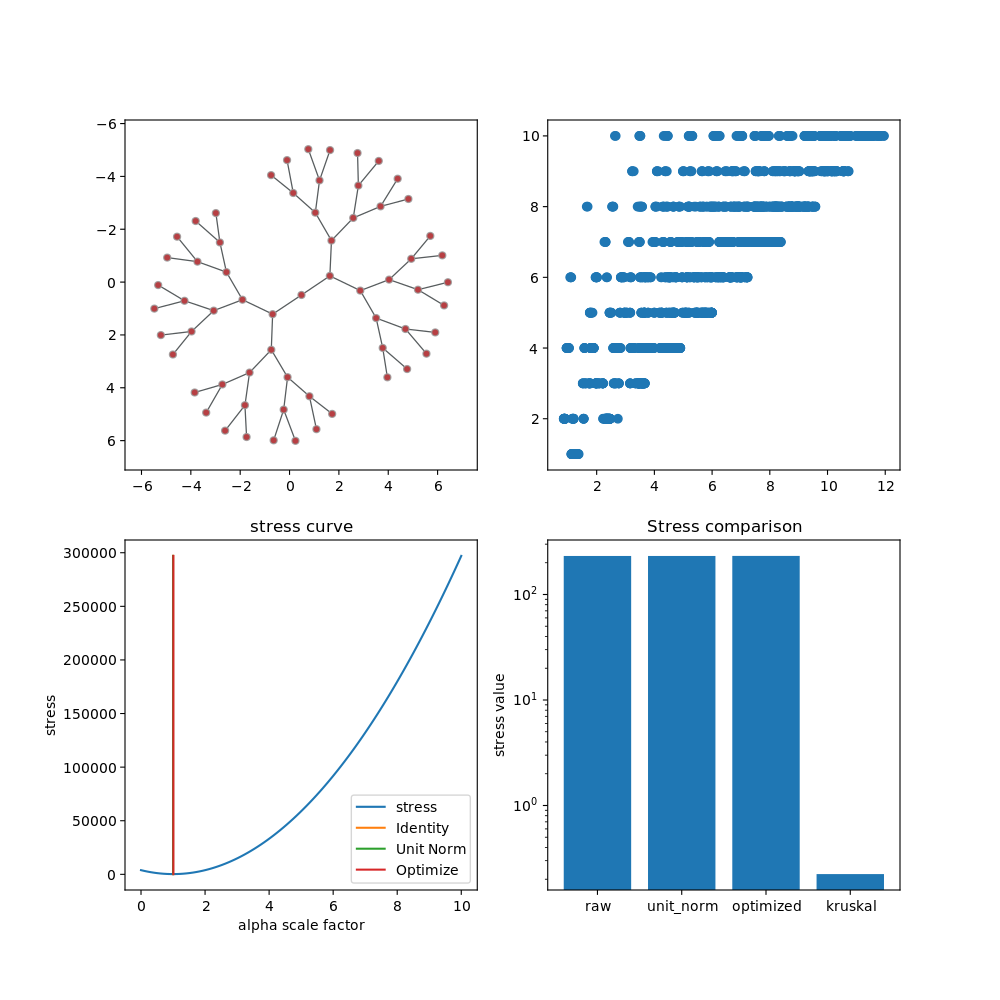 −6
−4
−2
0
2
4
6
−6 −4 −2 0 2 4 6
10
8
6
4
2
2 4 6 8 10 12
stress curve
300000
250000
200000
150000
100000
50000
0
stress
stress
Identity
Unit Norm
Optimize
0 2 4 6 8 10
alpha scale factor
Stress comparison
10²
10¹
10⁰
stress value
raw unit_norm optimized kruskal